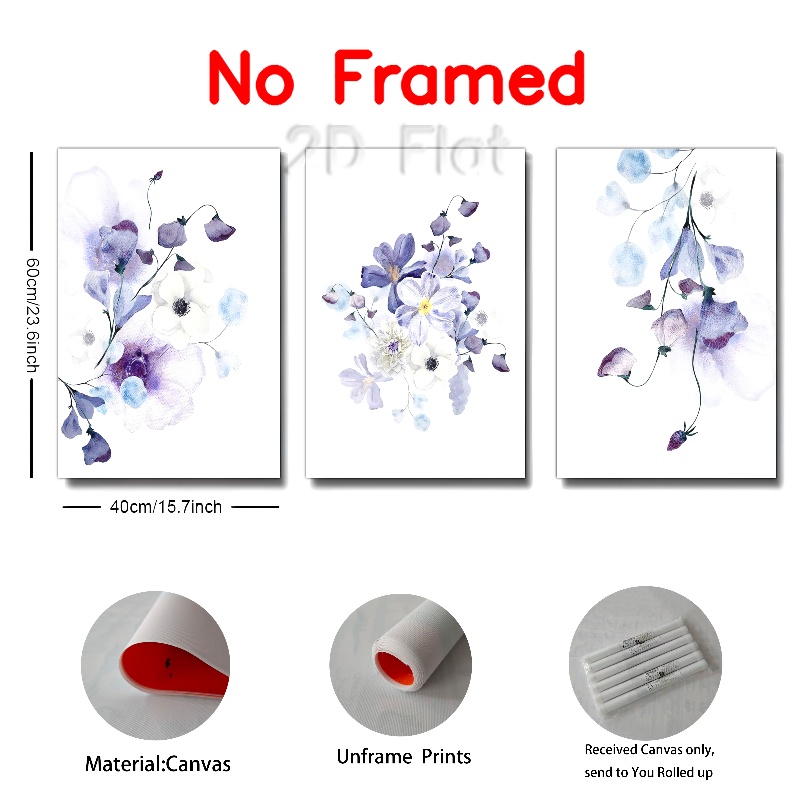 No Framed
2D Flat
60cm/23.6inch
40cm/15.7inch
Material:Canvas
Unframe Prints
Received Canvas only,
send to You Rolled up